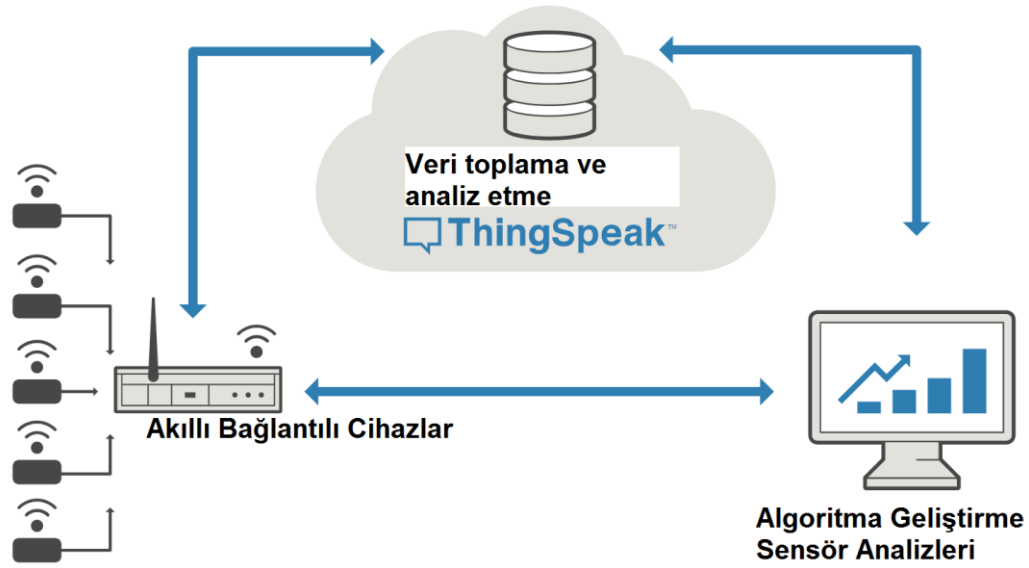 Veri toplama ve
analiz etme
ThingSpeak™
Akıllı Bağlantılı Cihazlar
Algoritma Geliştirme
Sensör Analizleri